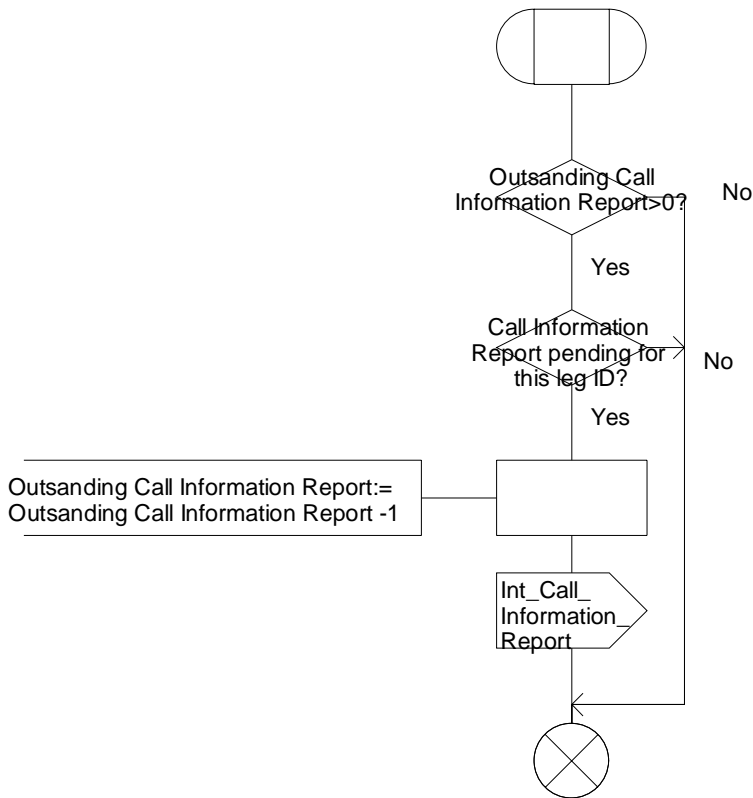 Outsanding Call
Information Report>0?
No
Yes
Call Information
Report pending for
this leg ID?
No
Yes
Outsanding Call Information Report:=
Outsanding Call Information Report -1
Int_Call_
Information_
Report